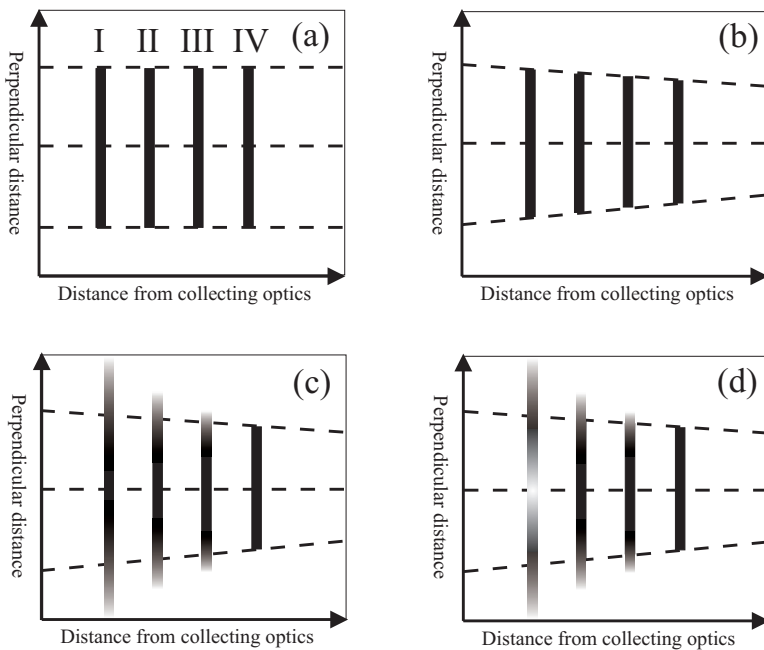 I II III IV (a)
Perpendicular distance
Distance from collecting optics
(b)
Perpendicular distance
Distance from collecting optics
(c)
Perpendicular distance
Distance from collecting optics
(d)
Perpendicular distance
Distance from collecting optics